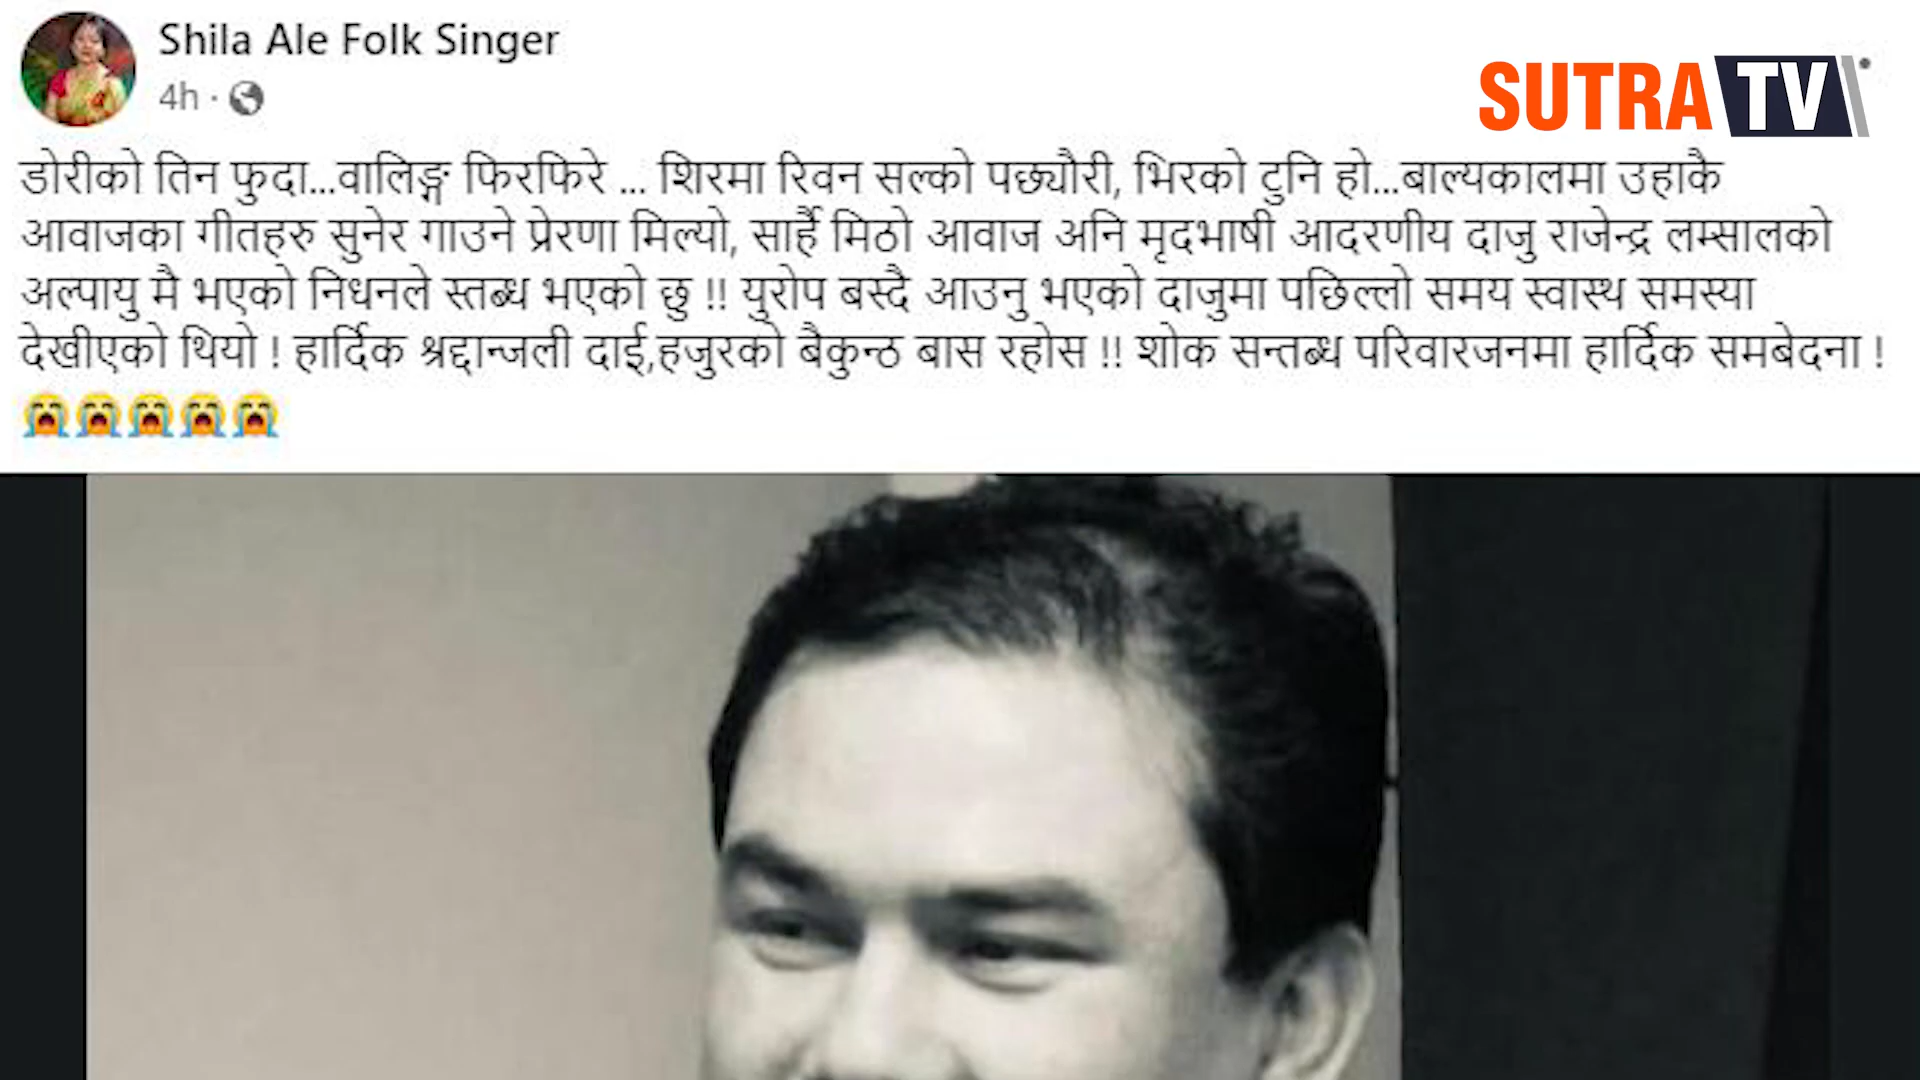 Shila Ale Folk Singer
4h ·
SUTRA TV
डोरीको तिन फुदा...वालिङ्ग फिरफिरे ... शिरमा रिवन सल्को पछ्यौरी, भिरको टुनि हो...बाल्यकालमा उहाकै
आवाजका गीतहरु सुनेर गाउने प्रेरणा मिल्यो, सार्है मिठो आवाज अनि मृदभाषी आदरणीय दाजु राजेन्द्र लम्सालको
अल्पायु मै भएको निधनले स्तब्ध भएको छु !! युरोप बस्दै आउनु भएको दाजुमा पछिल्लो समय स्वास्थ समस्या
देखीएको थियो ! हार्दिक श्रद्दान्जली दाई,हजुरको बैकुन्ठ बास रहोस !! शोक सन्तब्ध परिवारजनमा हार्दिक समबेदना !
😭😭😭😭😭